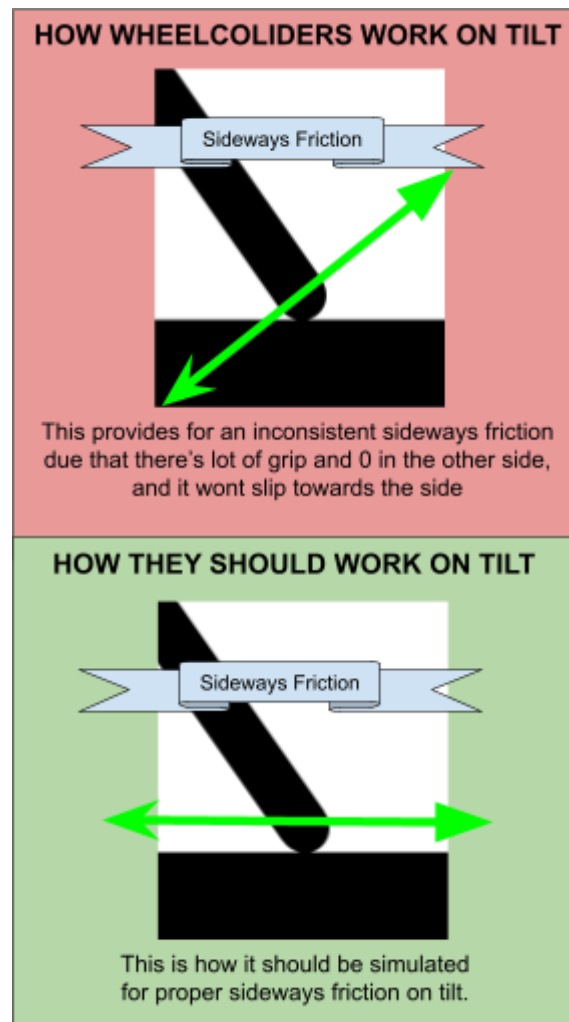 HOW WHEELCOLIDERS WORK ON TILT
Sideways Friction
This provides for an inconsistent sideways friction
due that there's lot of grip and 0 in the other side,
and it wont slip towards the side
HOW THEY SHOULD WORK ON TILT
Sideways Friction
This is how it should be simulated
for proper sideways friction on tilt.